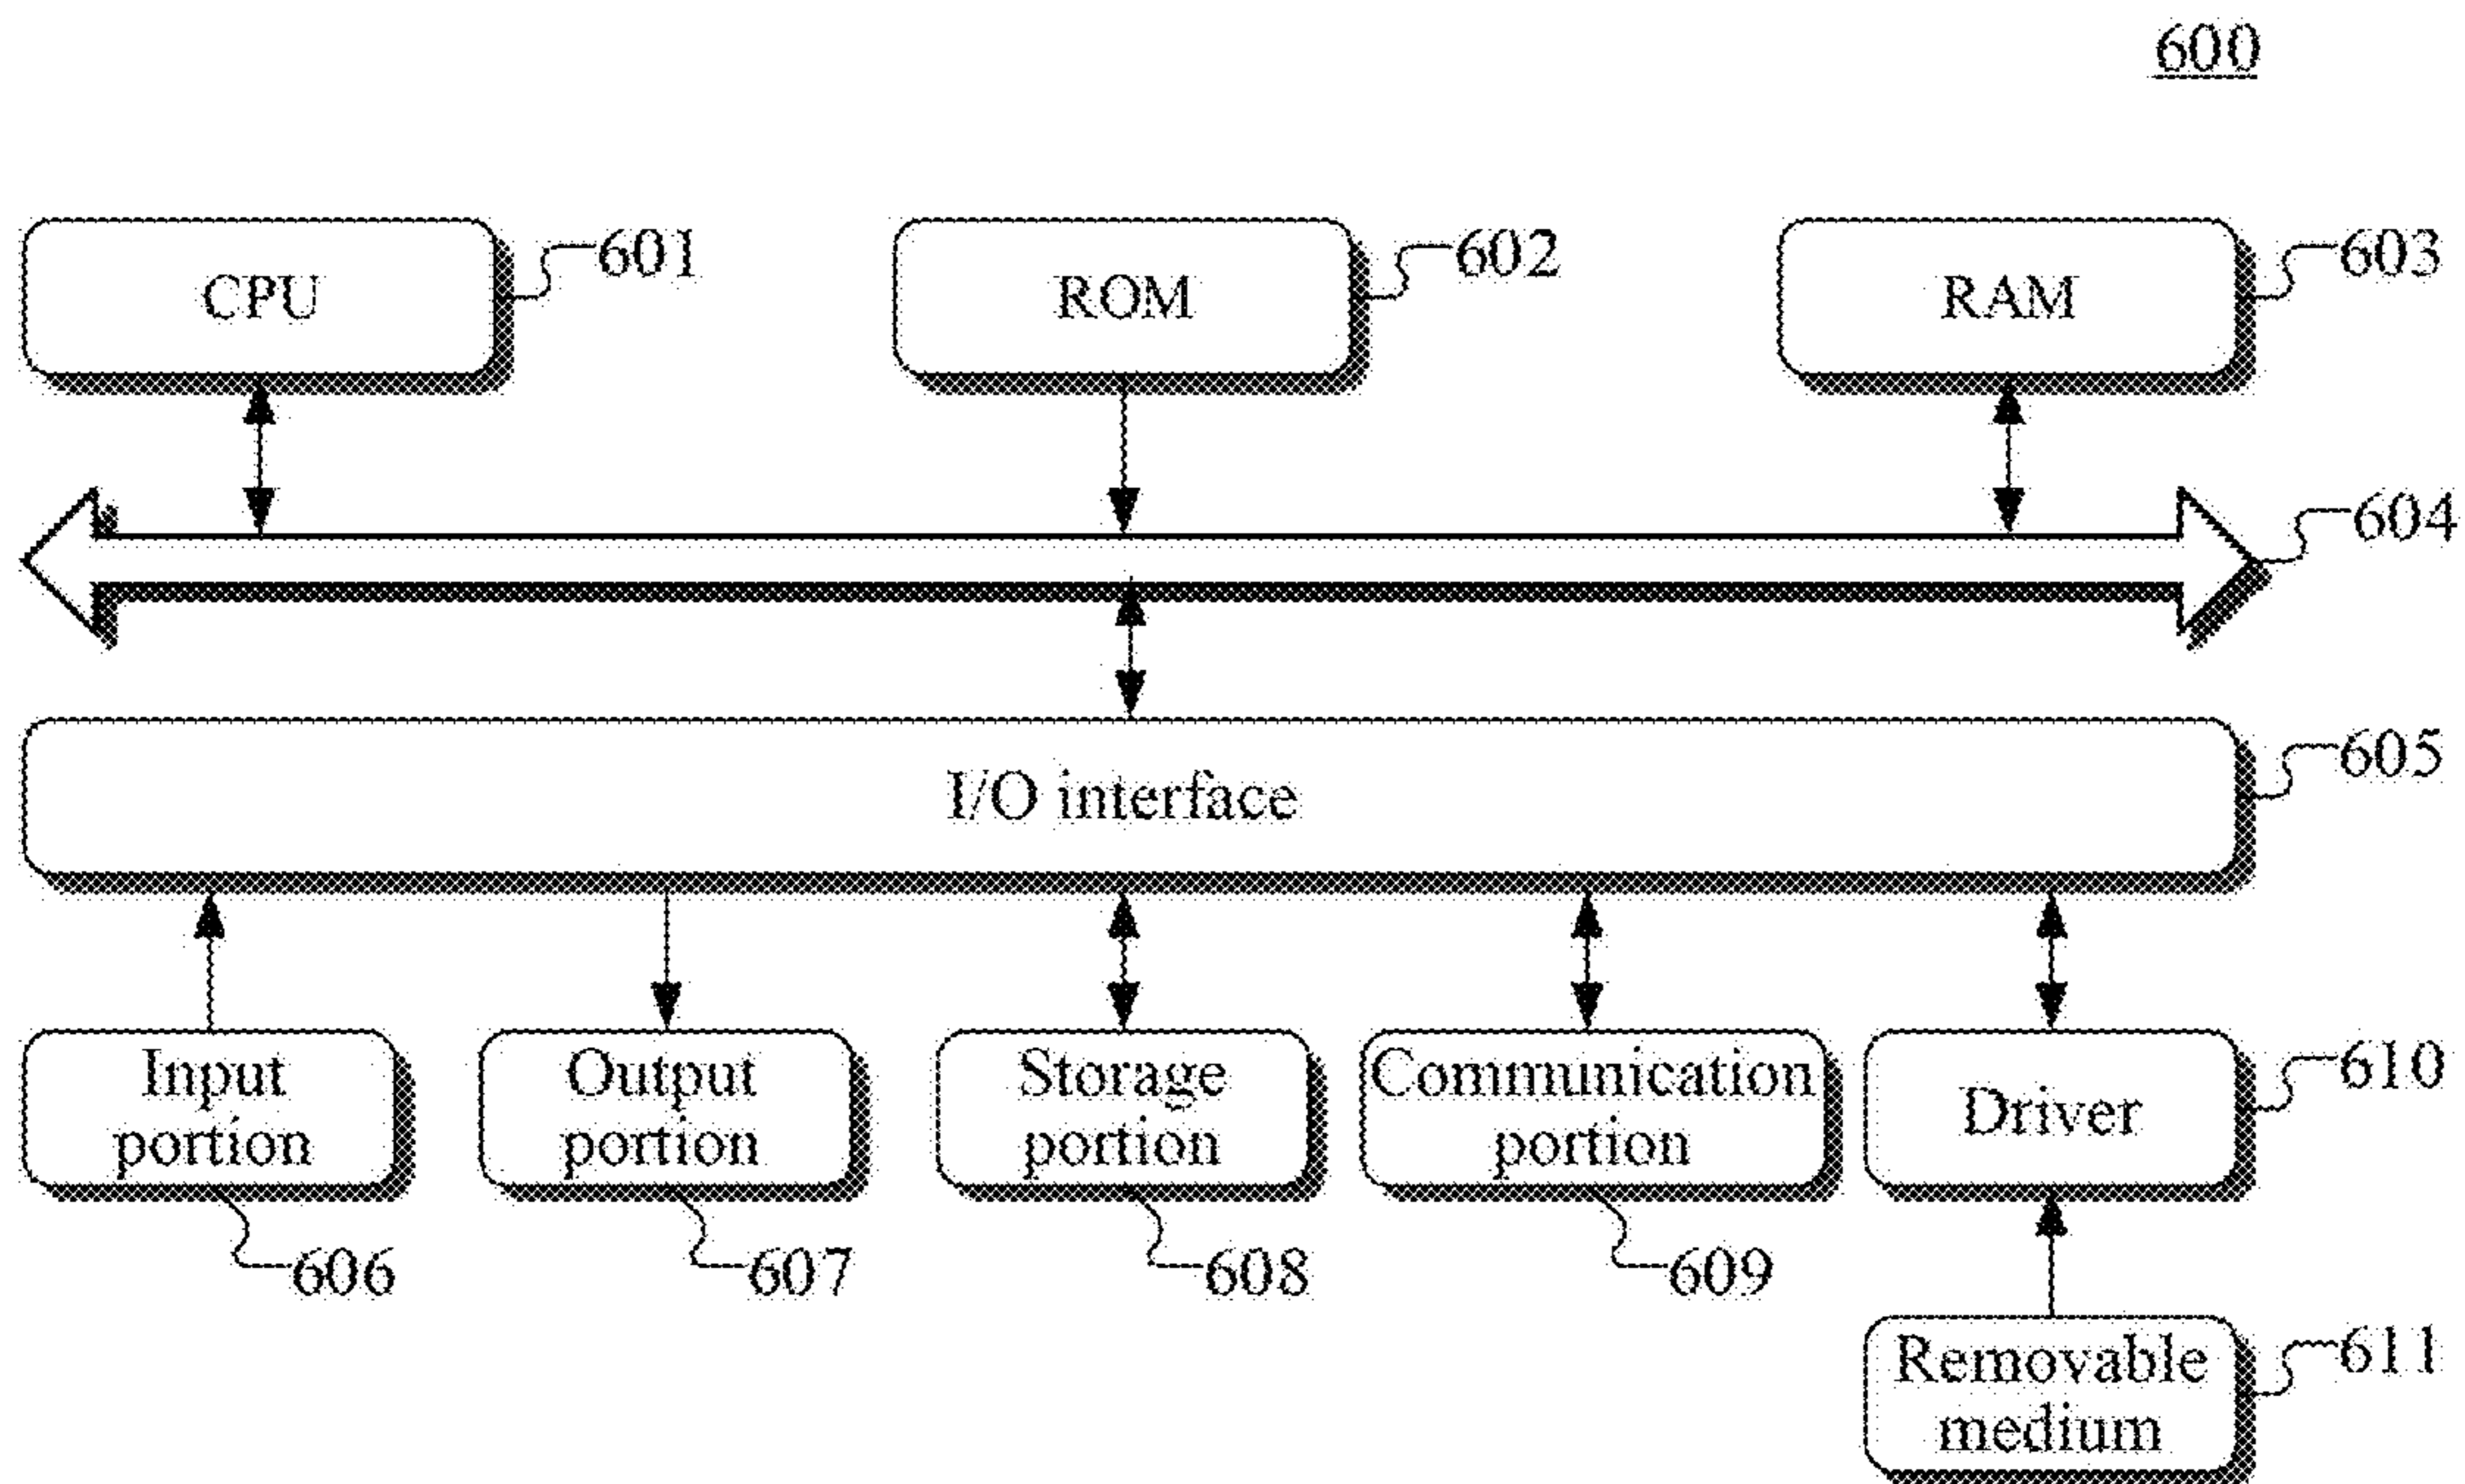 600
CPU
601
ROM
602
RAM
603
604
I/O interface
605
Input
portion
606
Output
portion
607
Storage
portion
608
Communication
portion
609
Driver
610
Removable
medium
611